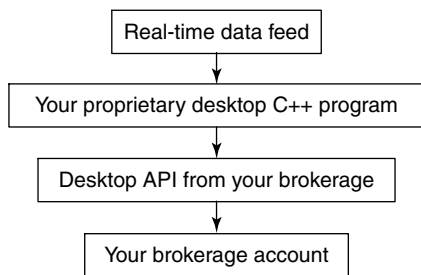 Real-time data feed
Your proprietary desktop C++ program
Desktop API from your brokerage
Your brokerage account